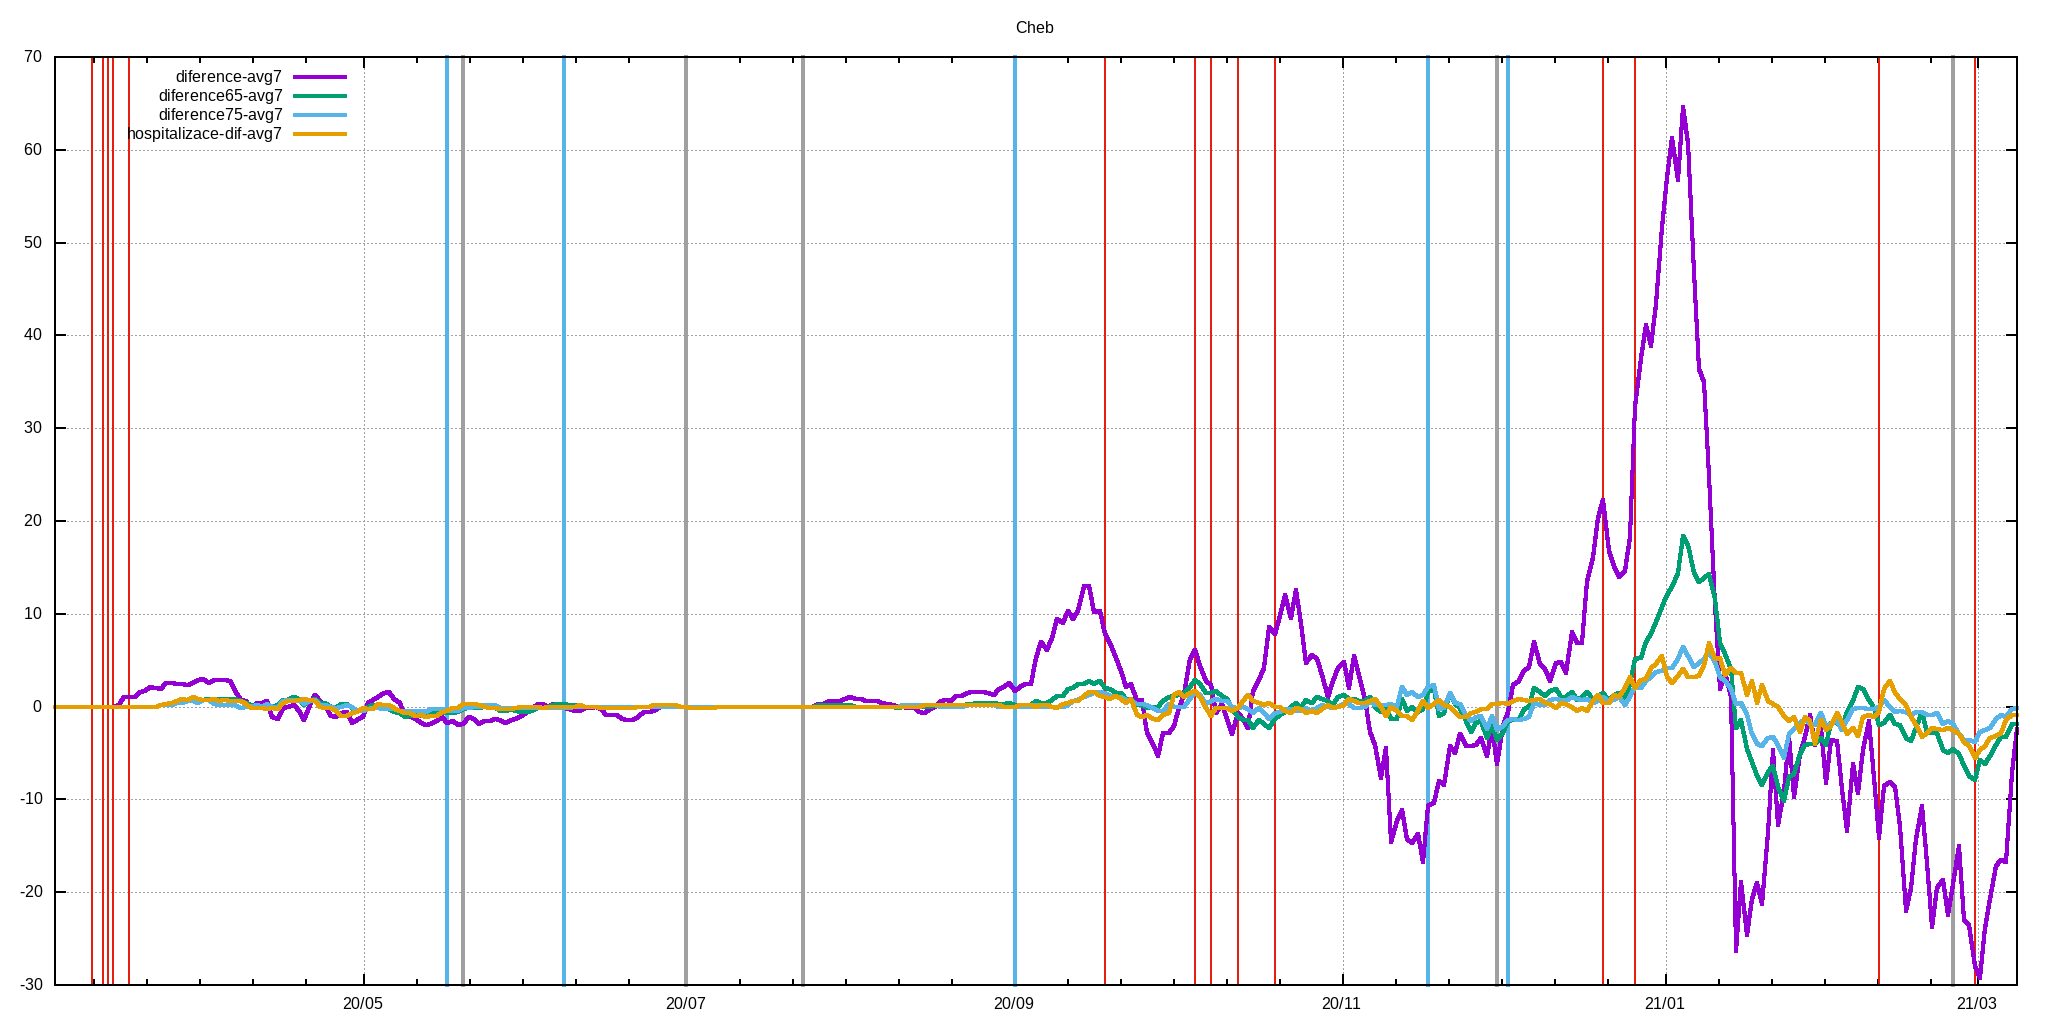 Cheb
70
diference-avg7
diference65-avg7
diference75-avg7
hospitalizace-dif-avg7
60
50
40
30
20
10
0
-10
-20
-30
20/05 20/07 20/09 20/11 21/01 21/03